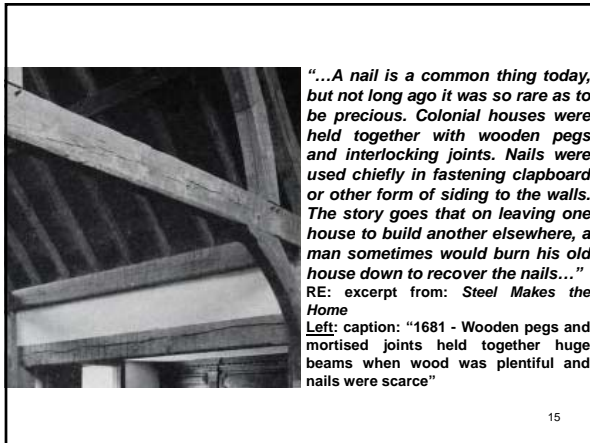 “…A nail is a common thing today,
but not long ago it was so rare as to
be precious. Colonial houses were
held together with wooden pegs
and interlocking joints. Nails were
used chiefly in fastening clapboard
or other form of siding to the walls.
The story goes that on leaving one
house to build another elsewhere, a
man sometimes would burn his old
house down to recover the nails…”
RE: excerpt from: Steel Makes the
Home
Left: caption: “1681 - Wooden pegs and
mortised joints held together huge
beams when wood was plentiful and
nails were scarce”
15